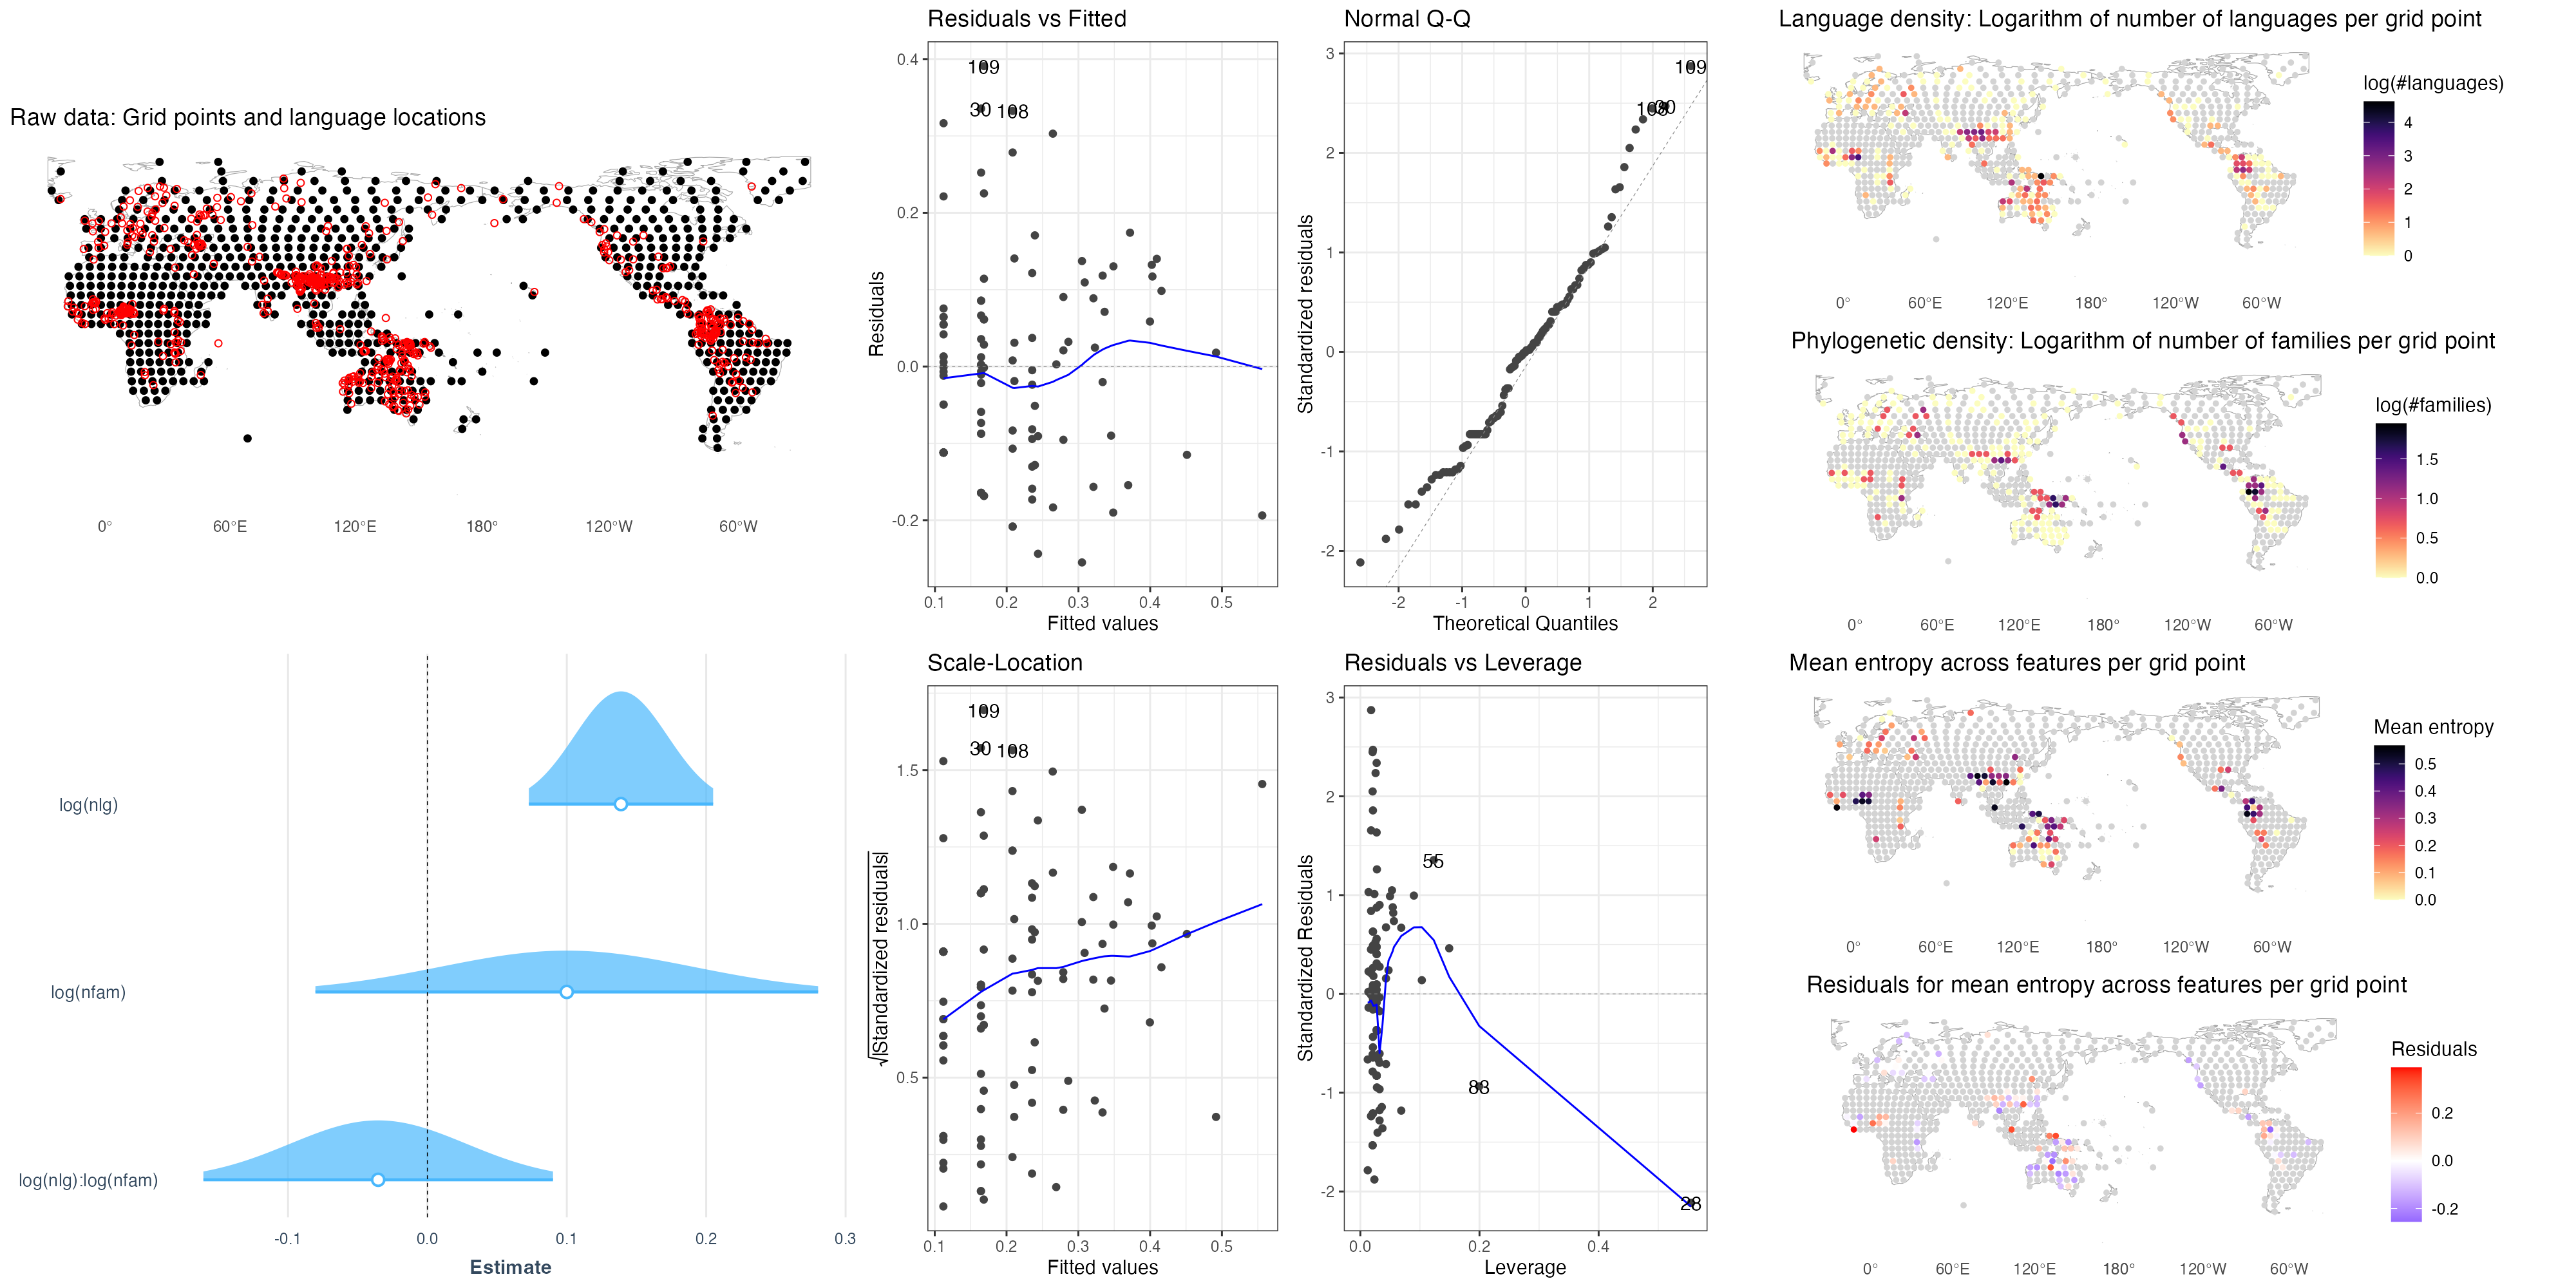 Raw data: Grid points and language locations
0°
60°E
120°E
180°
120°W
60°W
log(nlg)
log(nfam)
log(nlg):log(nfam)
-0.1
0.0
0.1
0.2
0.3
Estimate
Residuals vs Fitted
Residuals
0.4
0.2
0.0
-0.2
109
30
108
0.1
0.2
0.3
0.4
0.5
Fitted values
Normal Q-Q
Standardized residuals
3
2
1
0
-1
-2
109
108
30
-2
-1
0
1
2
Theoretical Quantiles
Scale-Location
√|Standardized residuals|
1.5
1.0
0.5
109
30
108
0.1
0.2
0.3
0.4
0.5
Fitted values
Residuals vs Leverage
Standardized Residuals
3
2
1
0
-1
-2
55
88
28
0.0
0.2
0.4
Leverage
Language density: Logarithm of number of languages per grid point
log(#languages)
4
3
2
1
0
0°
60°E
120°E
180°
120°W
60°W
Phylogenetic density: Logarithm of number of families per grid point
log(#families)
1.5
1.0
0.5
0.0
0°
60°E
120°E
180°
120°W
60°W
Mean entropy across features per grid point
Mean entropy
0.5
0.4
0.3
0.2
0.1
0.0
0°
60°E
120°E
180°
120°W
60°W
Residuals for mean entropy across features per grid point
Residuals
0.2
0.0
-0.2
0°
60°E
120°E
180°
120°W
60°W